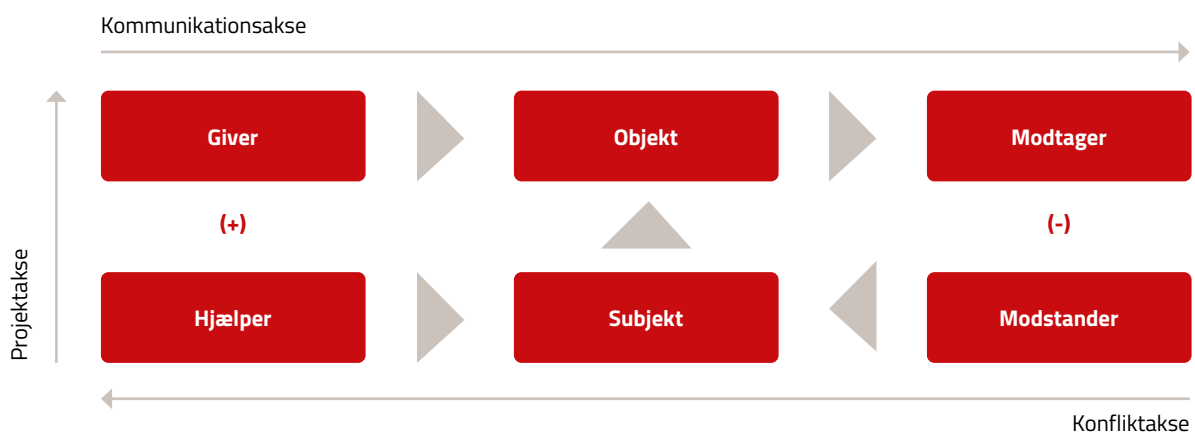 Kommunikationsakse
Giver
Objekt
Modtager
(+)
(-)
Projektakse
Hjælper
Subjekt
Modstander
Konfliktakse